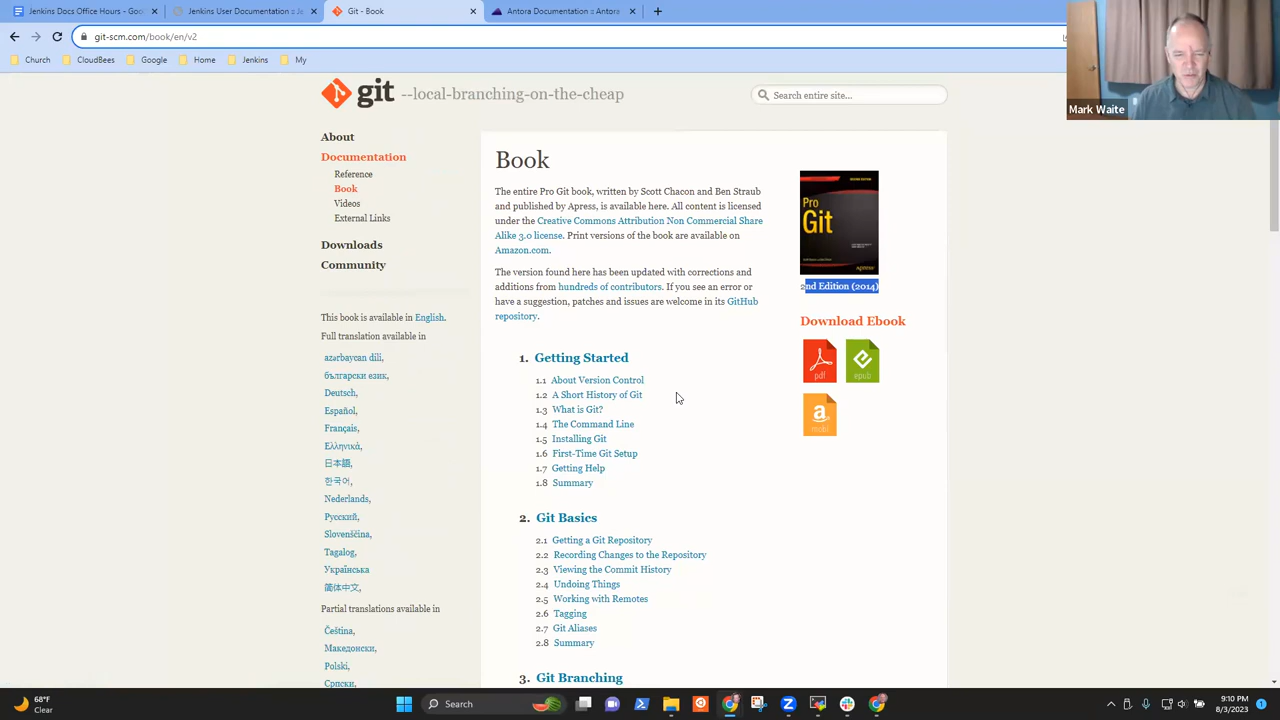 Jenkins Docs Office Hours - Doc
Documentation
Git - Book
Antora Documentation
git-scm.com/book/en/v2
Church
CloudBees
Google
Home
Jenkins
My
Mark Waite
git --local-branching-on-the-cheap
Search entire site...
About
Documentation
Reference
Book
Videos
External Links
Downloads
Community
This book is available in English.
Full translation available in
azərbaycan dili,
български език,
Deutsch,
Español,
Français,
Ελληνικά,
日本語,
한국어,
Nederlands,
Русский,
Slovenščina,
Tagalog,
Українська
简体中文,
Partial translations available in
Čeština,
Македонски,
Polski,
Српски,
Book
The entire Pro Git book, written by Scott Chacon and Ben Straub
and published by Apress, is available here. All content is licensed
under the Creative Commons Attribution Non Commercial Share
Alike 3.0 license. Print versions of the book are available on
Amazon.com.
The version found here has been updated with corrections and
additions from hundreds of contributors. If you see an error or
have a suggestion, patches and issues are welcome in its GitHub
repository.
1. Getting Started
1.1 About Version Control
1.2 A Short History of Git
1.3 What is Git?
1.4 The Command Line
1.5 Installing Git
1.6 First-Time Git Setup
1.7 Getting Help
1.8 Summary
2. Git Basics
2.1 Getting a Git Repository
2.2 Recording Changes to the Repository
2.3 Viewing the Commit History
2.4 Undoing Things
2.5 Working with Remotes
2.6 Tagging
2.7 Git Aliases
2.8 Summary
3. Git Branching
Pro
Git
Apress
2nd Edition (2014)
Download Ebook
pdf
epub
mobi
68°F
Clear
Search
9:10 PM
8/3/2023
1